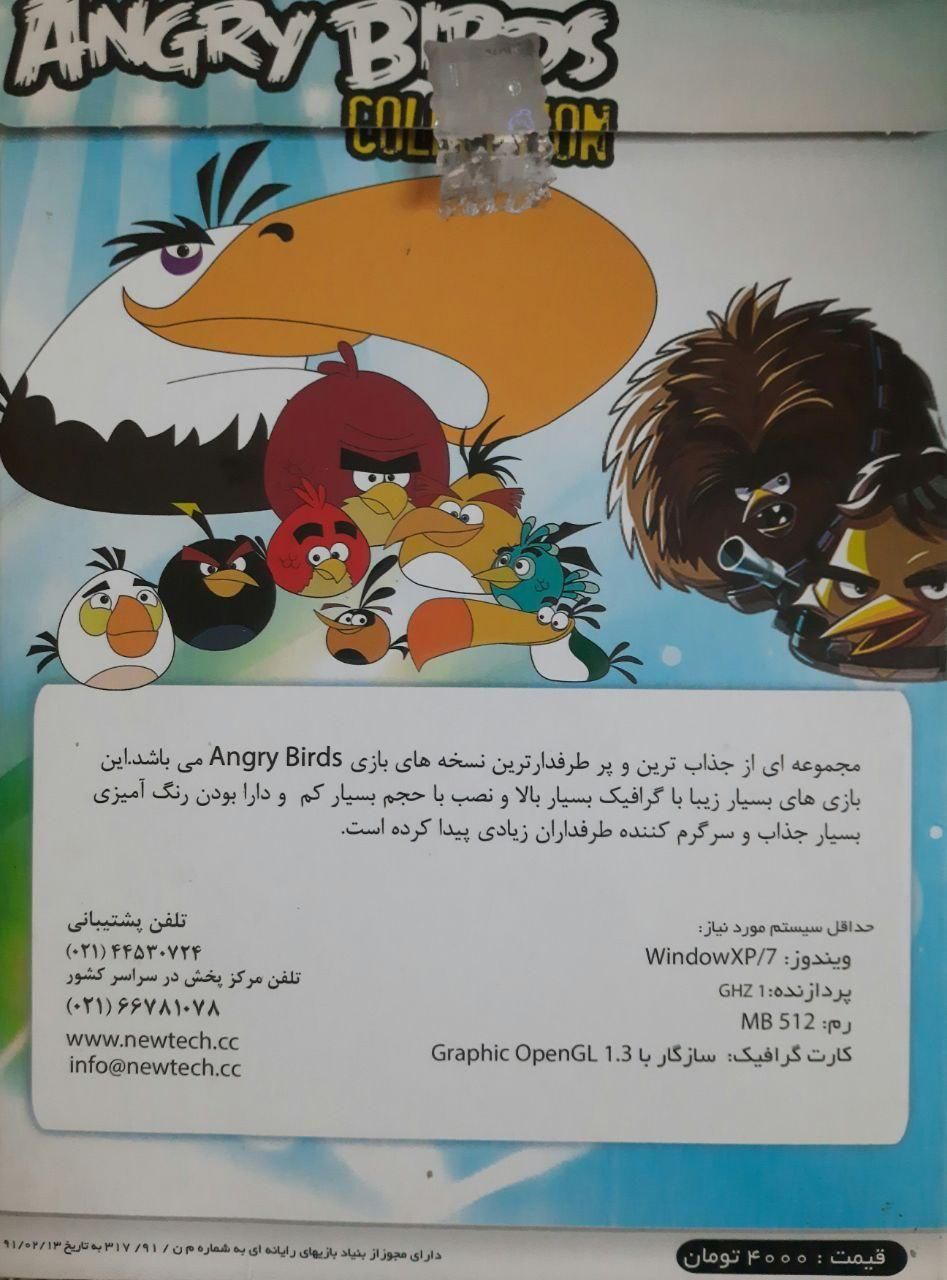 ANGRY BIRDS
COLLECTION
مجموعه ای از جذاب ترین و پر طرفدارترین نسخه های بازی Angry Birds می باشد.این
بازی های بسیار زیبا با گرافیک بسیار بالا و نصب با حجم بسیار کم و دارا بودن رنگ آمیزی
بسیار جذاب و سرگرم کننده طرفداران زیادی پیدا کرده است.
حداقل سیستم مورد نیاز:
ویندوز: WindowXP/7
پردازنده:1 GHZ
رم: 512 MB
کارت گرافیک: سازگار با Graphic OpenGL 1.3
تلفن پشتیبانی
(۰۲۱) ۴۴۵۳۰۷۲۴
تلفن مرکز پخش در سراسر کشور
(۰۲۱) ۶۶۷۸۱۰۷۸
www.newtech.cc
info@newtech.cc
قیمت : ۴۰۰۰ تومان
دارای مجوز از بنیاد بازیهای رایانه ای به شماره م ن / ۹۱/ ۳۱۷ به تاریخ ۹۱/۰۲/۱۳